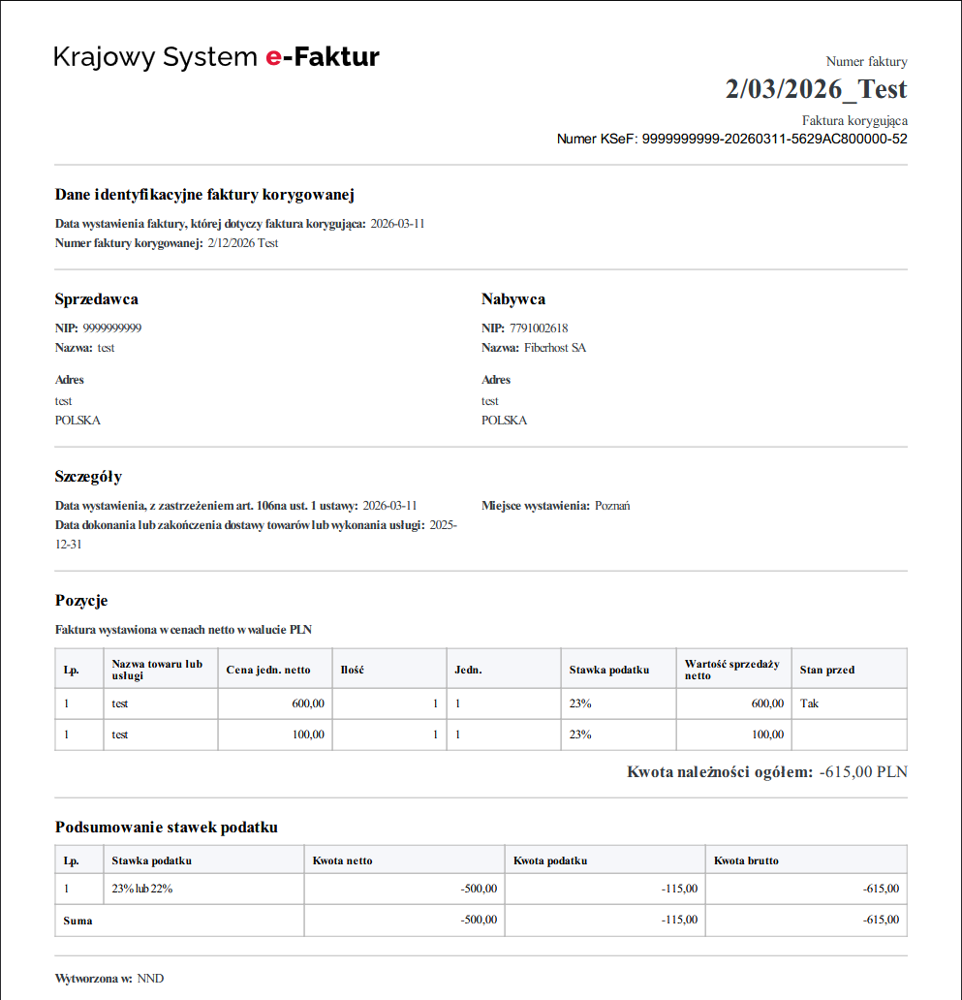 Krajowy System e-Faktur
Numer faktury
2/03/2026_Test
Faktura korygująca
Numer KSeF: 9999999999-20260311-5629AC800000-52
Dane identyfikacyjne faktury korygowanej
Data wystawienia faktury, której dotyczy faktura korygująca: 2026-03-11
Numer faktury korygowanej: 2/12/2026 Test
Sprzedawca
NIP: 9999999999
Nazwa: test
Adres
test
POLSKA
Nabywca
NIP: 7791002618
Nazwa: Fiberhost SA
Adres
test
POLSKA
Szczegóły
Data wystawienia, z zastrzeżeniem art. 106na ust. 1 ustawy: 2026-03-11
Data dokonania lub zakończenia dostawy towarów lub wykonania usługi: 2025-
12-31
Miejsce wystawienia: Poznań
Pozycje
Faktura wystawiona w cenach netto w walucie PLN
Lp. Nazwa towaru lub usługi Cena jedn. netto Ilość Jedn. Stawka podatku Wartość sprzedaży netto Stan przed
1 test 600,00 1 1 23% 600,00 Tak
1 test 100,00 1 1 23% 100,00
Kwota należności ogółem: -615,00 PLN
Podsumowanie stawek podatku
Lp. Stawka podatku Kwota netto Kwota podatku Kwota brutto
1 23% lub 22% -500,00 -115,00 -615,00
Suma -500,00 -115,00 -615,00
Wytworzona w: NND